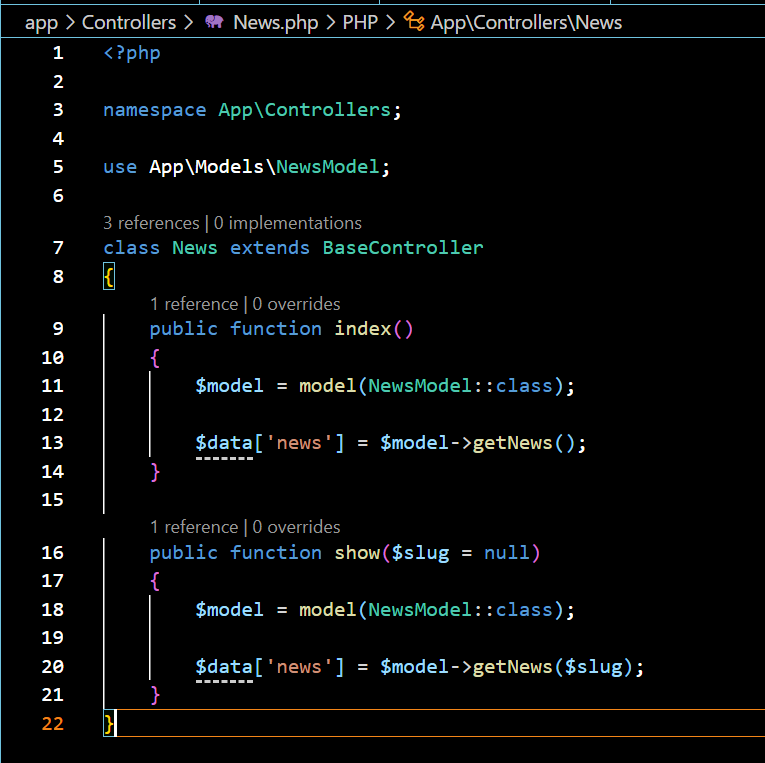 app > Controllers > News.php > PHP > App\Controllers\News
1 <?php
2
3 namespace App\Controllers;
4
5 use App\Models\NewsModel;
6
3 references | 0 implementations
7 class News extends BaseController
8 {
1 reference | 0 overrides
9 public function index()
10 {
11 $model = model(NewsModel::class);
12
13 $data['news'] = $model->getNews();
14 }
15
1 reference | 0 overrides
16 public function show($slug = null)
17 {
18 $model = model(NewsModel::class);
19
20 $data['news'] = $model->getNews($slug);
21 }
22 }